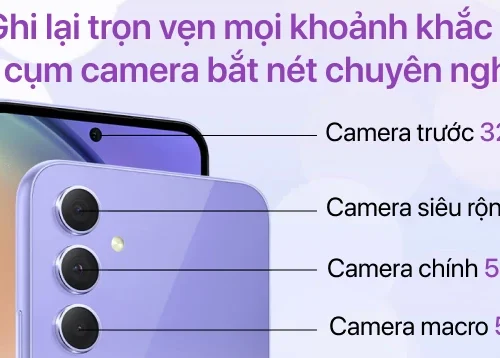 Ghi lại trọn vẹn mọi khoảnh khắc
cụm camera bắt nét chuyên ngh
Camera trước 32
Camera siêu rộn
Camera chính 5
Camera macro 5